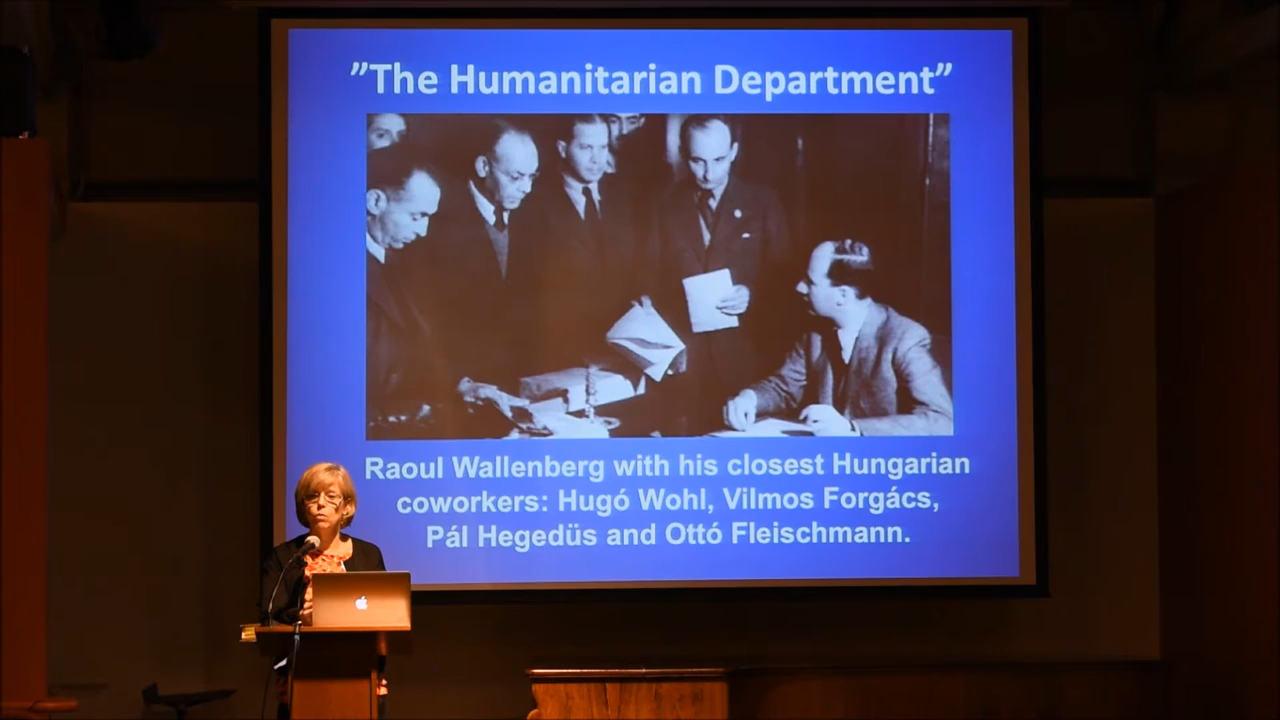 ”The Humanitarian Department”
Raoul Wallenberg with his closest Hungarian
coworkers: Hugó Wohl, Vilmos Forgács,
Pál Hegedüs and Ottó Fleischmann.